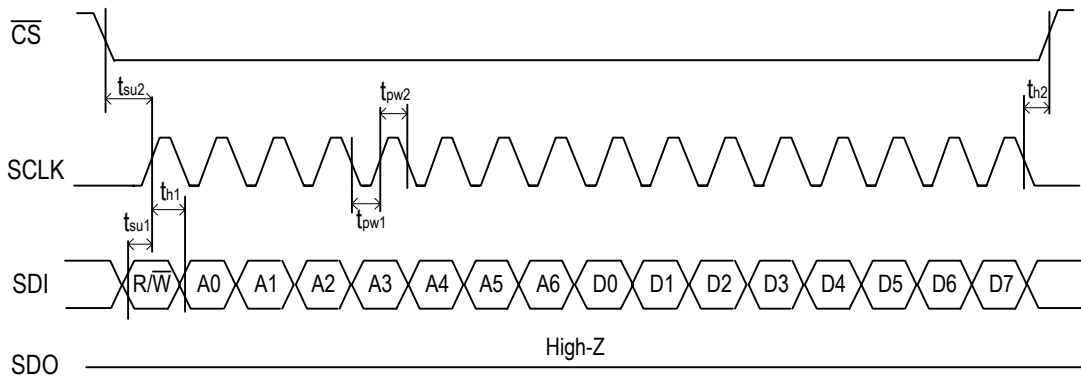 CS
tsu2
tpw2
th2
SCLK
th1
tpw1
tsu1
SDI
R/W A0 A1 A2 A3 A4 A5 A6 D0 D1 D2 D3 D4 D5 D6 D7
High-Z
SDO